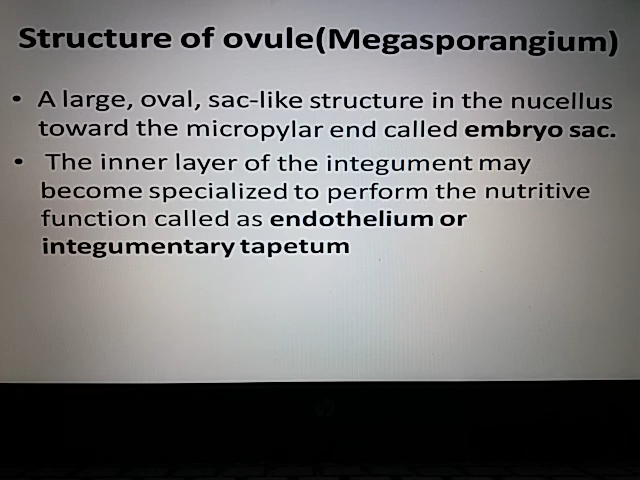 Structure of ovule(Megasporangium)
• A large, oval, sac-like structure in the nucellus
toward the micropylar end called embryo sac.
• The inner layer of the integument may
become specialized to perform the nutritive
function called as endothelium or
integumentary tapetum